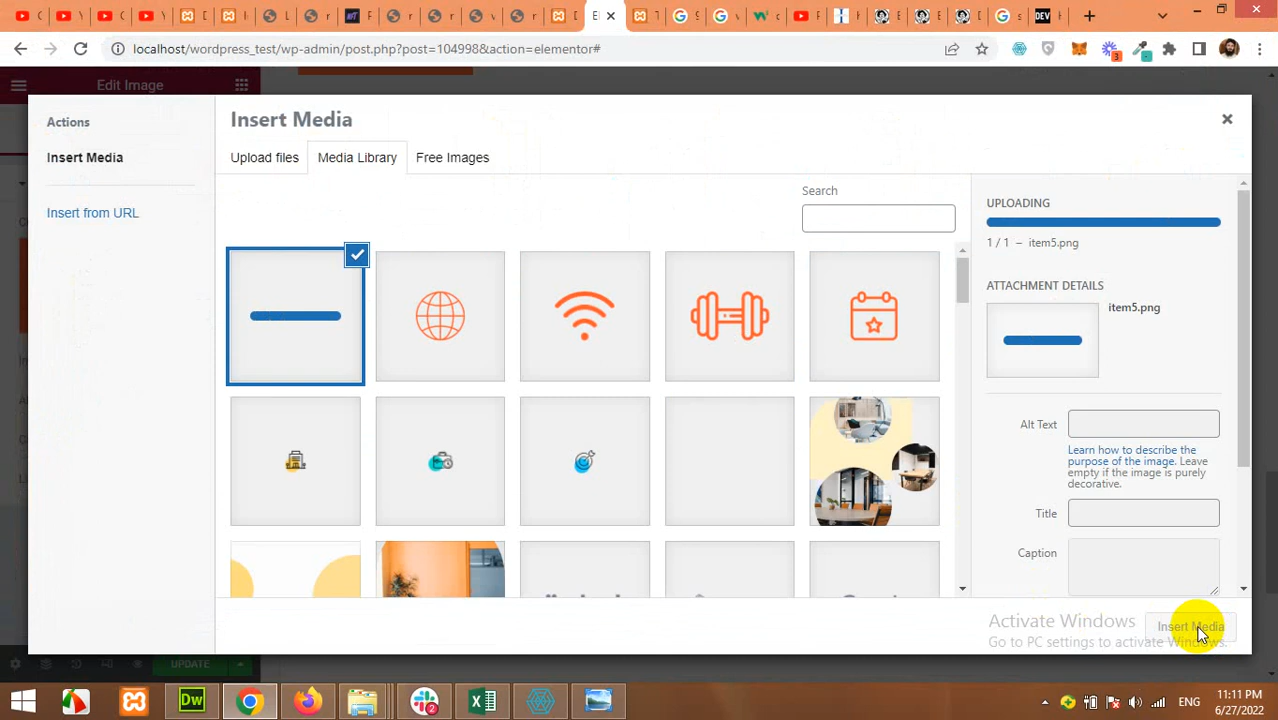 localhost/wordpress_test/wp-admin/post.php?post=104998&action=elementor#
Edit Image
Actions
Insert Media
Insert from URL
Insert Media
Upload files
Media Library
Free Images
Search
UPLOADING
1 / 1 – item5.png
ATTACHMENT DETAILS
item5.png
Alt Text
Learn how to describe the
purpose of the image. Leave
empty if the image is purely
decorative.
Title
Caption
Activate Windows
Go to PC settings to activate Windows.
Insert Media
UPDATE
Dw
3
2
ENG
11:11 PM
6/27/2022